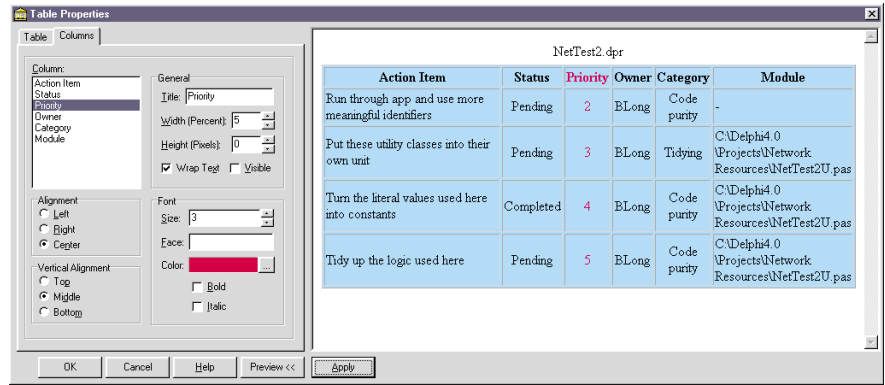 Table Properties
Table Columns
Column:
Action Item
Status
Priority
Owner
Category
Module
General
Title: Priority
Width (Percent): 5
Height (Pixels): 0
Wrap Text Visible
Alignment
Left
Right
Center
Vertical Alignment
Top
Middle
Bottom
Font
Size: 3
Face:
Color: ...
Bold
Italic
OK Cancel Help Preview << Apply
NetTest2.dpr
Action Item Status Priority Owner Category Module
Run through app and use more
meaningful identifiers
Pending 2 BLong
Code
purity
-
Put these utility classes into their
own unit
Pending 3 BLong Tidying
C:\Delphi4.0
\Projects\Network
Resources\NetTest2U.pas
Turn the literal values used here
into constants
Completed 4 BLong
Code
purity
C:\Delphi4.0
\Projects\Network
Resources\NetTest2U.pas
Tidy up the logic used here
Pending 5 BLong
Code
purity
C:\Delphi4.0
\Projects\Network
Resources\NetTest2U.pas